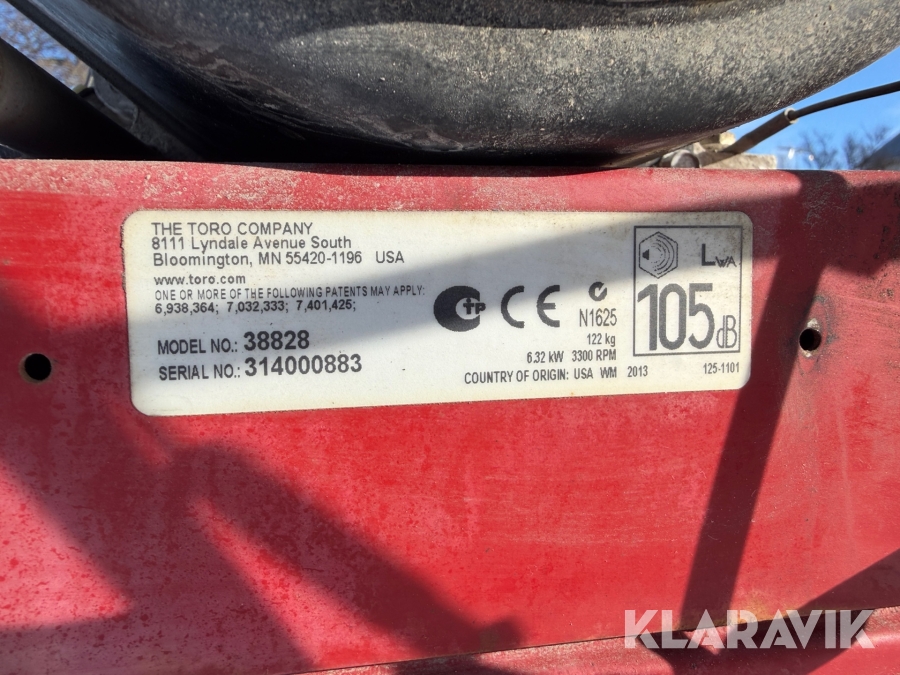 THE TORO COMPANY
8111 Lyndale Avenue South
Bloomington, MN 55420-1196 USA
www.toro.com
ONE OR MORE OF THE FOLLOWING PATENTS MAY APPLY:
6,938,364; 7,032,333; 7,401,425;
MODEL NO.: 38828
SERIAL NO.: 314000883
CTP CE N1625
122 kg
6.32 kW 3300 RPM
COUNTRY OF ORIGIN: USA WM 2013
LWA
105dB
125-1101
KLARAVIK